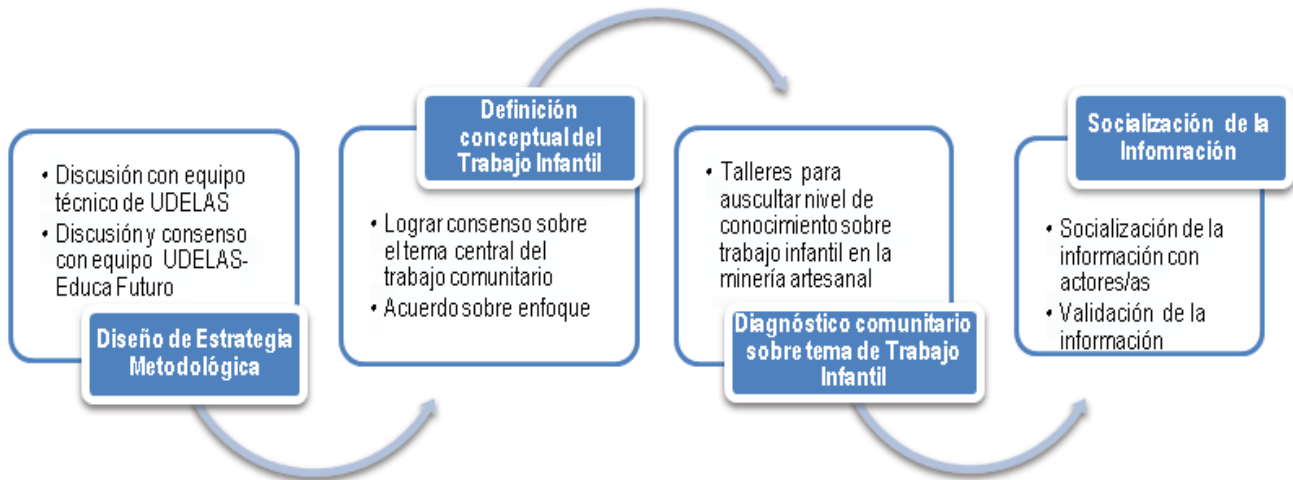 • Discusión con equipo
técnico de UDELAS
• Discusión y consenso
con equipo UDELAS-
Educa Futuro
Diseño de Estrategia
Metodológica
Definición
conceptual del
Trabajo Infantil
• Lograr consenso sobre
el tema central del
trabajo comunitario
• Acuerdo sobre enfoque
• Talleres para
auscultar nivel de
conocimiento sobre
trabajo infantil en la
minería artesanal
Diagnóstico comunitario
sobre tema de Trabajo
Infantil
Socialización de la
Infomración
• Socialización de la
información con
actores/as
• Validación de la
información